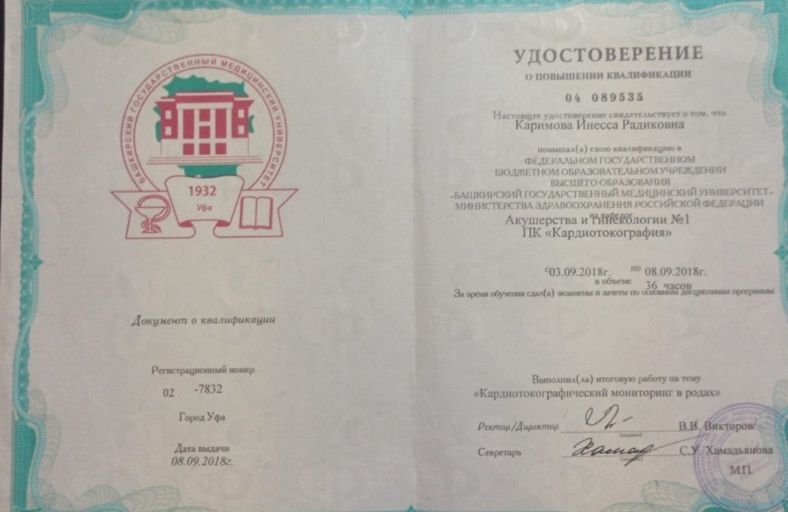 БАШКИРСКИЙ ГОСУДАРСТВЕННЫЙ МЕДИЦИНСКИЙ УНИВЕРСИТЕТ
1932
Уфа
Документ о квалификации
Регистрационный номер
02 -7832
Город Уфа
Дата выдачи
08.09.2018г.
УДОСТОВЕРЕНИЕ
О ПОВЫШЕНИИ КВАЛИФИКАЦИИ
04 089535
Настоящее удостоверение свидетельствует о том, что
Каримова Инесса Радиковна
повышал(а) свою квалификацию в
ФЕДЕРАЛЬНОМ ГОСУДАРСТВЕННОМ
БЮДЖЕТНОМ ОБРАЗОВАТЕЛЬНОМ УЧРЕЖДЕНИИ
ВЫСШЕГО ОБРАЗОВАНИЯ
«БАШКИРСКИЙ ГОСУДАРСТВЕННЫЙ МЕДИЦИНСКИЙ УНИВЕРСИТЕТ»
МИНИСТЕРСТВА ЗДРАВООХРАНЕНИЯ РОССИЙСКОЙ ФЕДЕРАЦИИ
на кафедре
Акушерства и гинекологии №1
ПК «Кардиотокография»
с 03.09.2018г. по 08.09.2018г.
в объеме 36 часов
За время обучения сдал(а) экзамены и зачеты по основным дисциплинам программы
Выполнил(ла) итоговую работу на тему
«Кардиотокографический мониторинг в родах»
Ректор/Директор В.В. Викторов
Секретарь С.У. Хамадьянова
М.П.